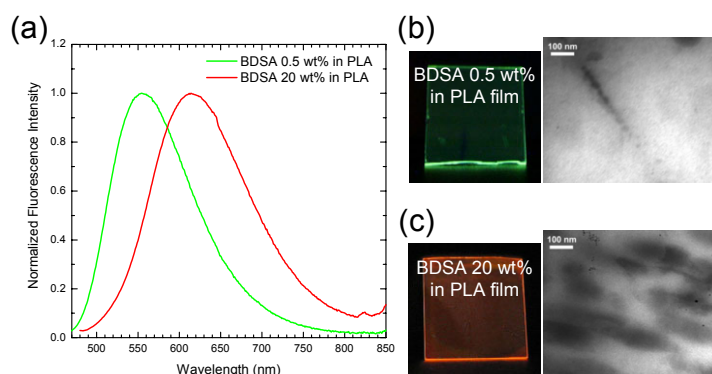 (a)
1.2
1.0
0.8
0.6
0.4
0.2
0.0
Normalized Fluorescence Intensity
BDSA 0.5 wt% in PLA
BDSA 20 wt% in PLA
500 550 600 650 700 750 800 850
Wavelength (nm)
(b)
BDSA 0.5 wt%
in PLA film
100 nm
(c)
BDSA 20 wt%
in PLA film
100 nm